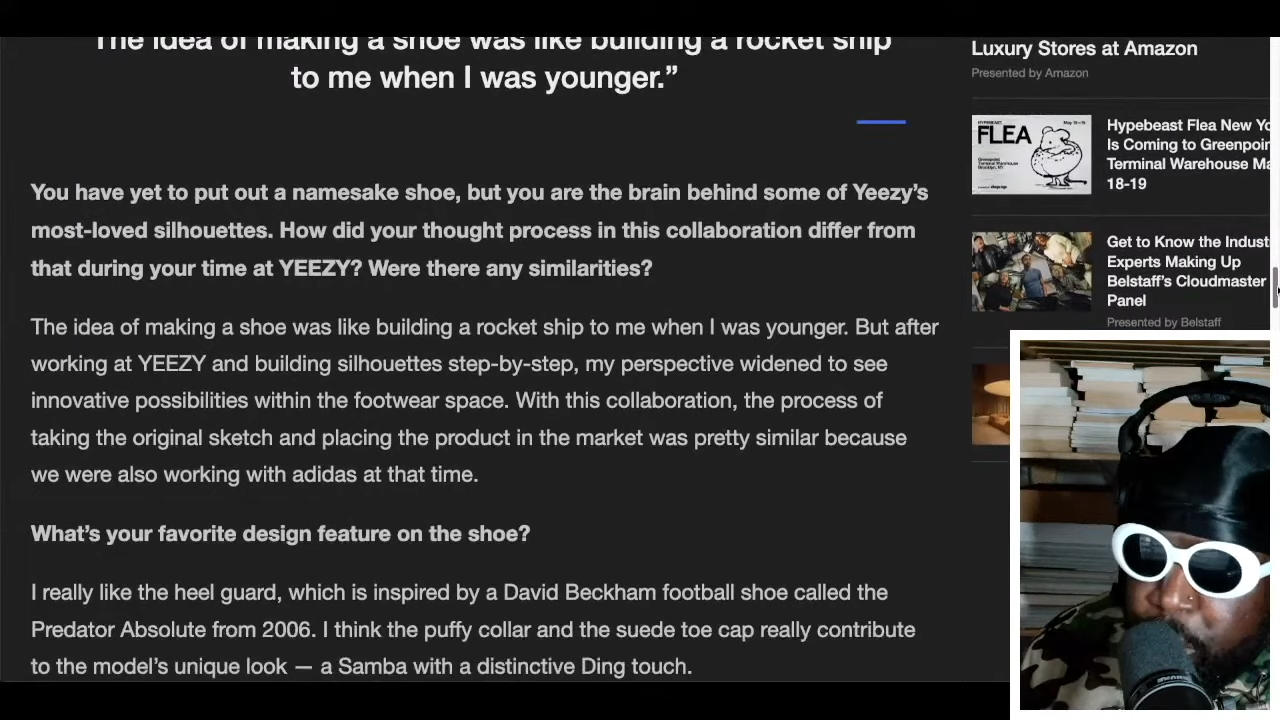 The idea of making a shoe was like building a rocket ship
to me when I was younger.”
You have yet to put out a namesake shoe, but you are the brain behind some of Yeezy’s
most-loved silhouettes. How did your thought process in this collaboration differ from
that during your time at YEEZY? Were there any similarities?
The idea of making a shoe was like building a rocket ship to me when I was younger. But after
working at YEEZY and building silhouettes step-by-step, my perspective widened to see
innovative possibilities within the footwear space. With this collaboration, the process of
taking the original sketch and placing the product in the market was pretty similar because
we were also working with adidas at that time.
What’s your favorite design feature on the shoe?
I really like the heel guard, which is inspired by a David Beckham football shoe called the
Predator Absolute from 2006. I think the puffy collar and the suede toe cap really contribute
to the model’s unique look — a Samba with a distinctive Ding touch.
Luxury Stores at Amazon
Presented by Amazon
FLEA
Hypebeast Flea New Yo
Is Coming to Greenpoin
Terminal Warehouse Ma
18-19
Get to Know the Indust
Experts Making Up
Belstaff’s Cloudmaster
Panel
Presented by Belstaff